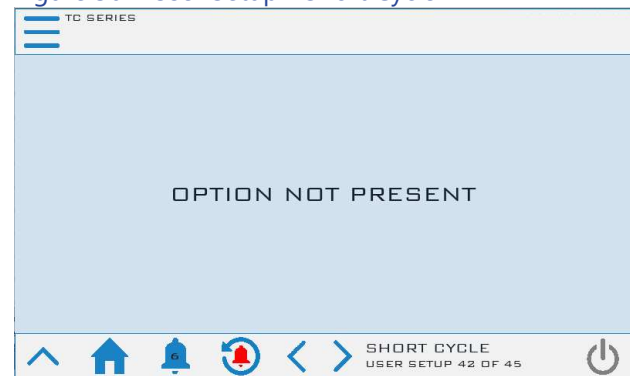 TC SERIES
OPTION NOT PRESENT
6
SHORT CYCLE
USER SETUP 42 OF 45